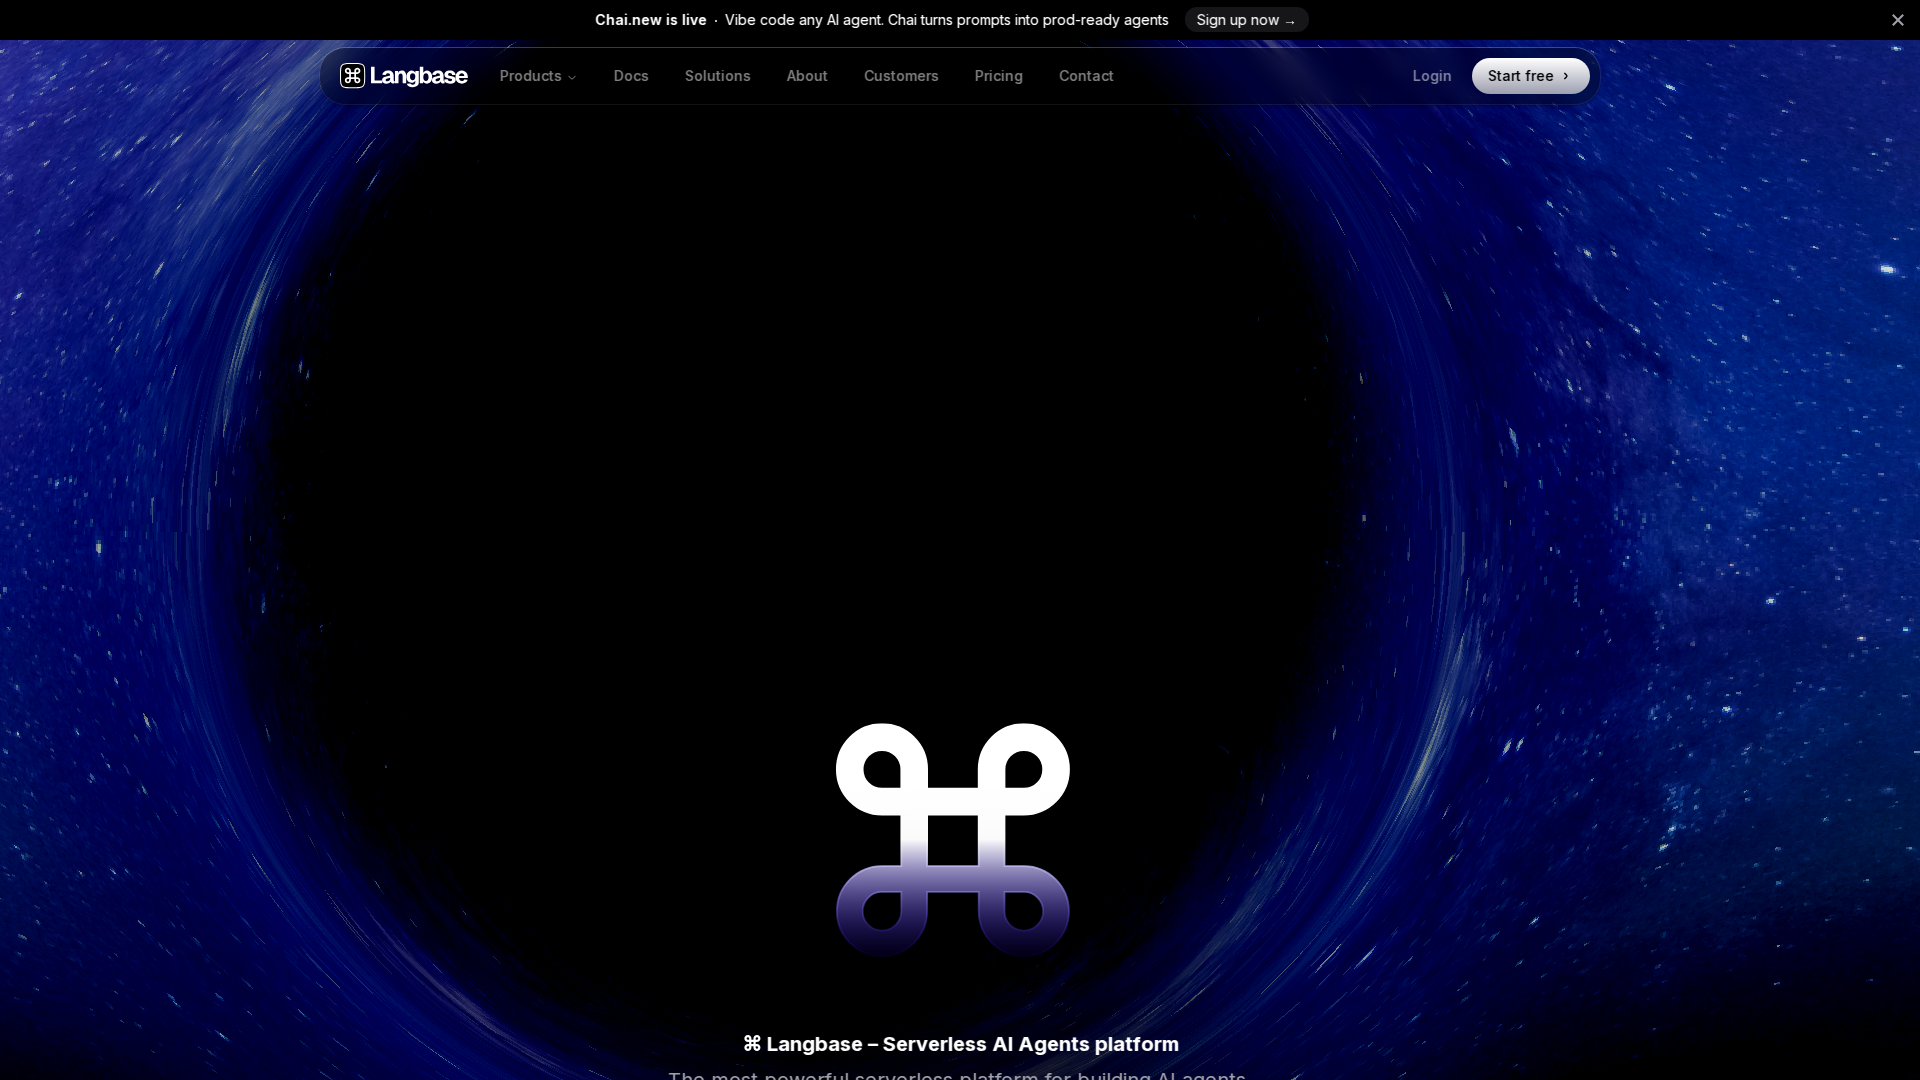 Chai.new is live · Vibe code any AI agent. Chai turns prompts into prod-ready agents Sign up now →
⌘ Langbase Products Docs Solutions About Customers Pricing Contact Login Start free ›
⌘ Langbase – Serverless AI Agents platform
The most powerful serverless platform for building AI agents.